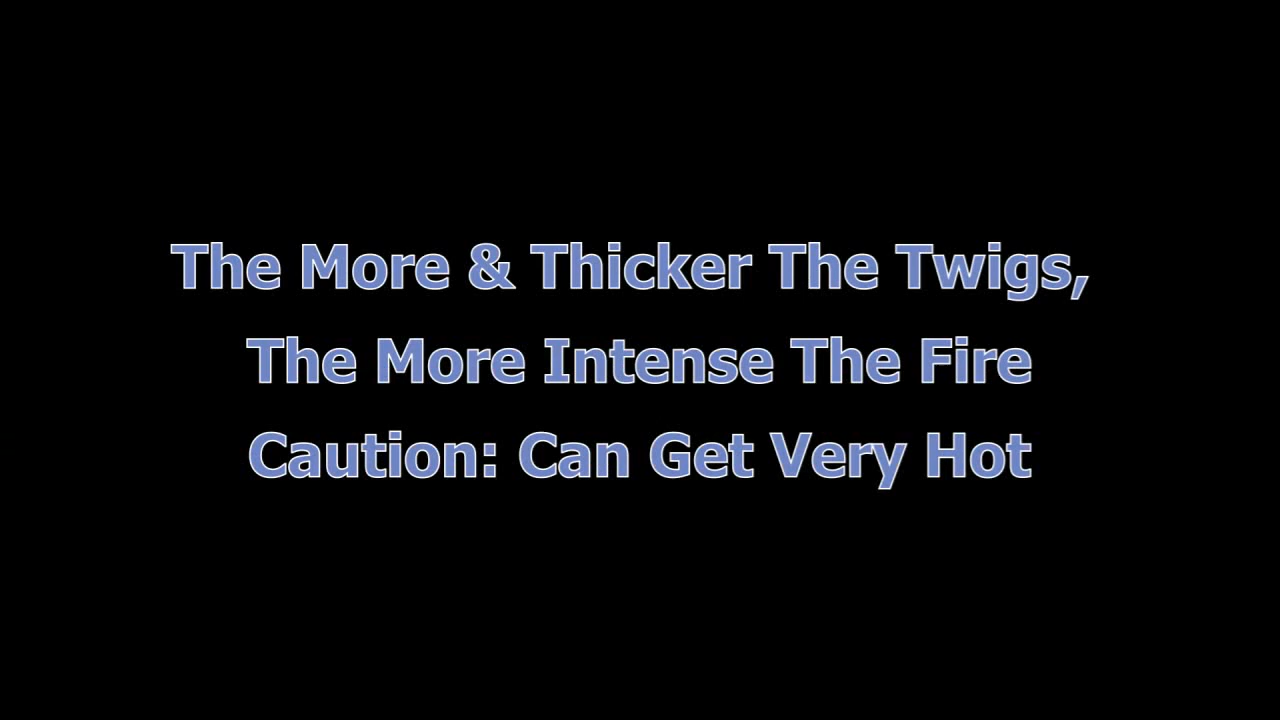 The More & Thicker The Twigs,
The More Intense The Fire
Caution: Can Get Very Hot